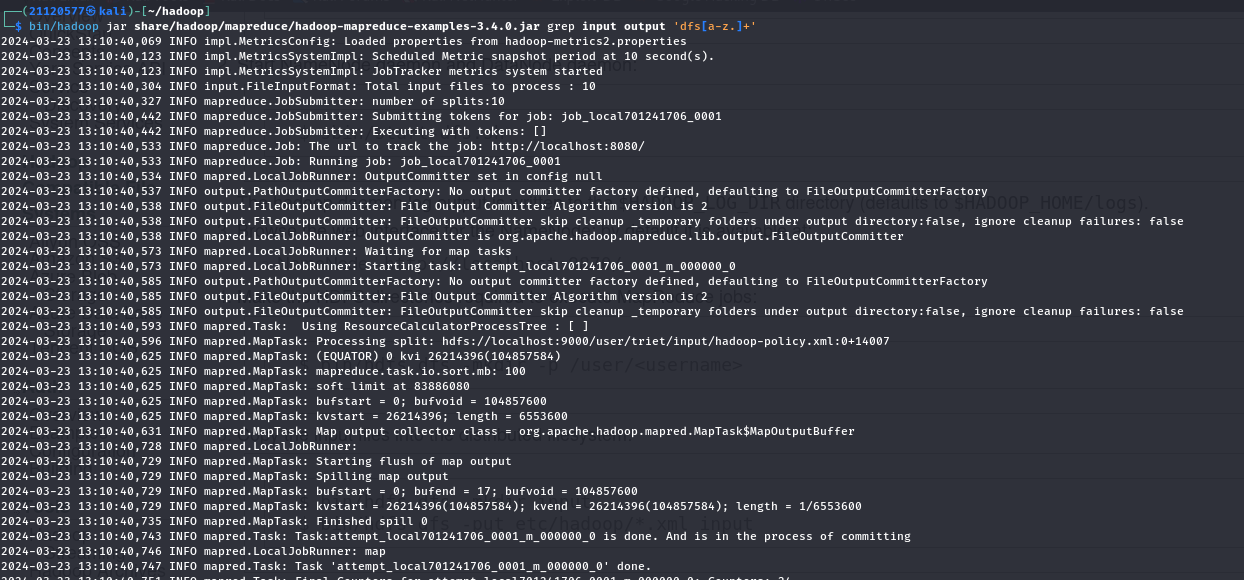 ┌──(21120577㉿kali)-[~/hadoop]
└─$ bin/hadoop jar share/hadoop/mapreduce/hadoop-mapreduce-examples-3.4.0.jar grep input output 'dfs[a-z.]+'
2024-03-23 13:10:40,069 INFO impl.MetricsConfig: Loaded properties from hadoop-metrics2.properties
2024-03-23 13:10:40,123 INFO impl.MetricsSystemImpl: Scheduled Metric snapshot period at 10 second(s).
2024-03-23 13:10:40,123 INFO impl.MetricsSystemImpl: JobTracker metrics system started
2024-03-23 13:10:40,304 INFO input.FileInputFormat: Total input files to process : 10
2024-03-23 13:10:40,327 INFO mapreduce.JobSubmitter: number of splits:10
2024-03-23 13:10:40,442 INFO mapreduce.JobSubmitter: Submitting tokens for job: job_local701241706_0001
2024-03-23 13:10:40,442 INFO mapreduce.JobSubmitter: Executing with tokens: []
2024-03-23 13:10:40,533 INFO mapreduce.Job: The url to track the job: http://localhost:8080/
2024-03-23 13:10:40,533 INFO mapreduce.Job: Running job: job_local701241706_0001
2024-03-23 13:10:40,534 INFO mapred.LocalJobRunner: OutputCommitter set in config null
2024-03-23 13:10:40,537 INFO output.PathOutputCommitterFactory: No output committer factory defined, defaulting to FileOutputCommitterFactory
2024-03-23 13:10:40,538 INFO output.FileOutputCommitter: File Output Committer Algorithm version is 2
LOG_DIR directory (defaults to $HADOOP_HOME/logs).
2024-03-23 13:10:40,538 INFO output.FileOutputCommitter: FileOutputCommitter skip cleanup _temporary folders under output directory:false, ignore cleanup failures: false
2024-03-23 13:10:40,538 INFO mapred.LocalJobRunner: OutputCommitter is org.apache.hadoop.mapreduce.lib.output.FileOutputCommitter
2024-03-23 13:10:40,573 INFO mapred.LocalJobRunner: Waiting for map tasks
2024-03-23 13:10:40,573 INFO mapred.LocalJobRunner: Starting task: attempt_local701241706_0001_m_000000_0
2024-03-23 13:10:40,585 INFO output.PathOutputCommitterFactory: No output committer factory defined, defaulting to FileOutputCommitterFactory
2024-03-23 13:10:40,585 INFO output.FileOutputCommitter: File Output Committer Algorithm version is 2
jobs:
2024-03-23 13:10:40,585 INFO output.FileOutputCommitter: FileOutputCommitter skip cleanup _temporary folders under output directory:false, ignore cleanup failures: false
2024-03-23 13:10:40,593 INFO mapred.Task:  Using ResourceCalculatorProcessTree : [ ]
2024-03-23 13:10:40,596 INFO mapred.MapTask: Processing split: hdfs://localhost:9000/user/triet/input/hadoop-policy.xml:0+14007
2024-03-23 13:10:40,625 INFO mapred.MapTask: (EQUATOR) 0 kvi 26214396(104857584)
-p /user/<username>
2024-03-23 13:10:40,625 INFO mapred.MapTask: mapreduce.task.io.sort.mb: 100
2024-03-23 13:10:40,625 INFO mapred.MapTask: soft limit at 83886080
2024-03-23 13:10:40,625 INFO mapred.MapTask: bufstart = 0; bufvoid = 104857600
2024-03-23 13:10:40,625 INFO mapred.MapTask: kvstart = 26214396; length = 6553600
2024-03-23 13:10:40,631 INFO mapred.MapTask: Map output collector class = org.apache.hadoop.mapred.MapTask$MapOutputBuffer
2024-03-23 13:10:40,728 INFO mapred.LocalJobRunner:
2024-03-23 13:10:40,729 INFO mapred.MapTask: Starting flush of map output
2024-03-23 13:10:40,729 INFO mapred.MapTask: Spilling map output
2024-03-23 13:10:40,729 INFO mapred.MapTask: bufstart = 0; bufend = 17; bufvoid = 104857600
2024-03-23 13:10:40,729 INFO mapred.MapTask: kvstart = 26214396(104857584); kvend = 26214396(104857584); length = 1/6553600
2024-03-23 13:10:40,735 INFO mapred.MapTask: Finished spill 0
-put etc/hadoop/*.xml input
2024-03-23 13:10:40,743 INFO mapred.Task: Task:attempt_local701241706_0001_m_000000_0 is done. And is in the process of committing
2024-03-23 13:10:40,746 INFO mapred.LocalJobRunner: map
2024-03-23 13:10:40,747 INFO mapred.Task: Task 'attempt_local701241706_0001_m_000000_0' done.